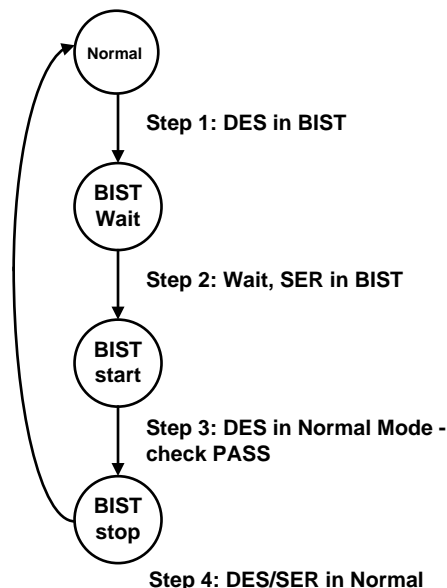 Normal
Step 1: DES in BIST
BIST
Wait
Step 2: Wait, SER in BIST
BIST
start
Step 3: DES in Normal Mode -
check PASS
BIST
stop
Step 4: DES/SER in Normal